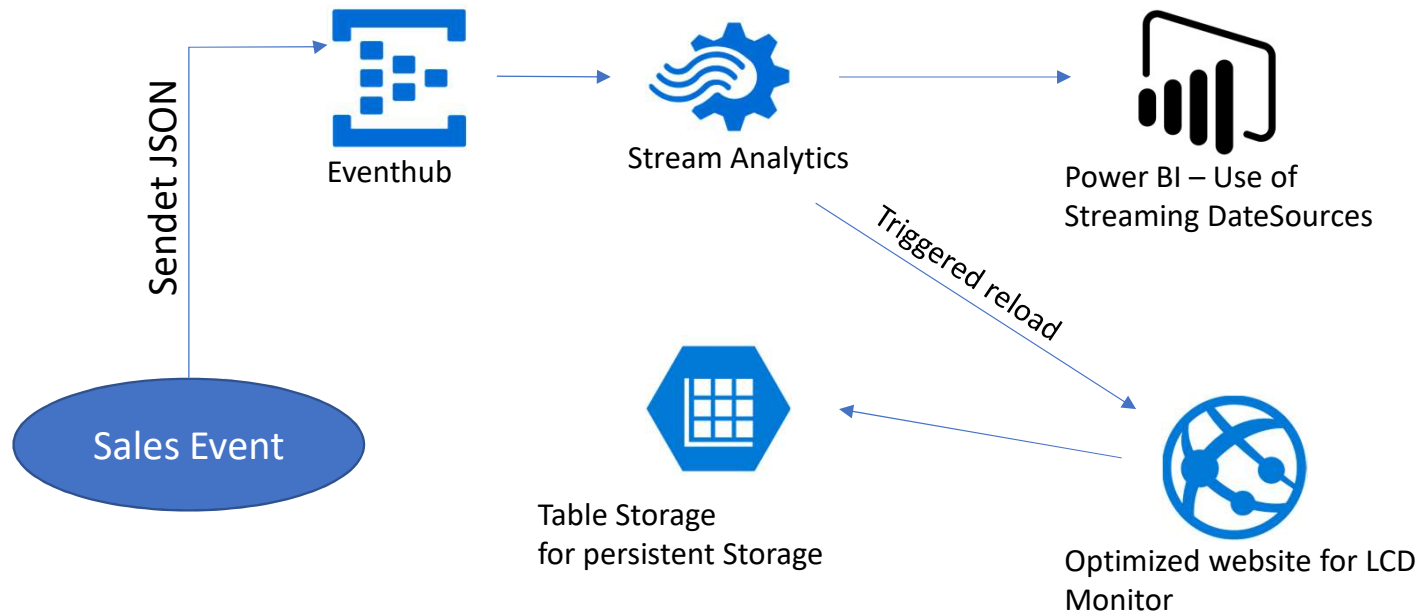 Sendet JSON
Eventhub
Stream Analytics
Power BI – Use of
Streaming DateSources
Triggered reload
Sales Event
Table Storage
for persistent Storage
Optimized website for LCD
Monitor